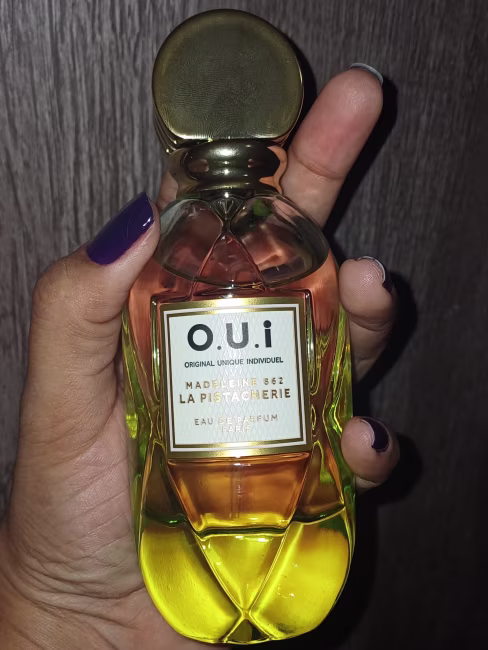 O.U.i
ORIGINAL UNIQUE INDIVIDUEL
MADELEINE 862
LA PISTACHERIE
EAU DE PARFUM
PARIS